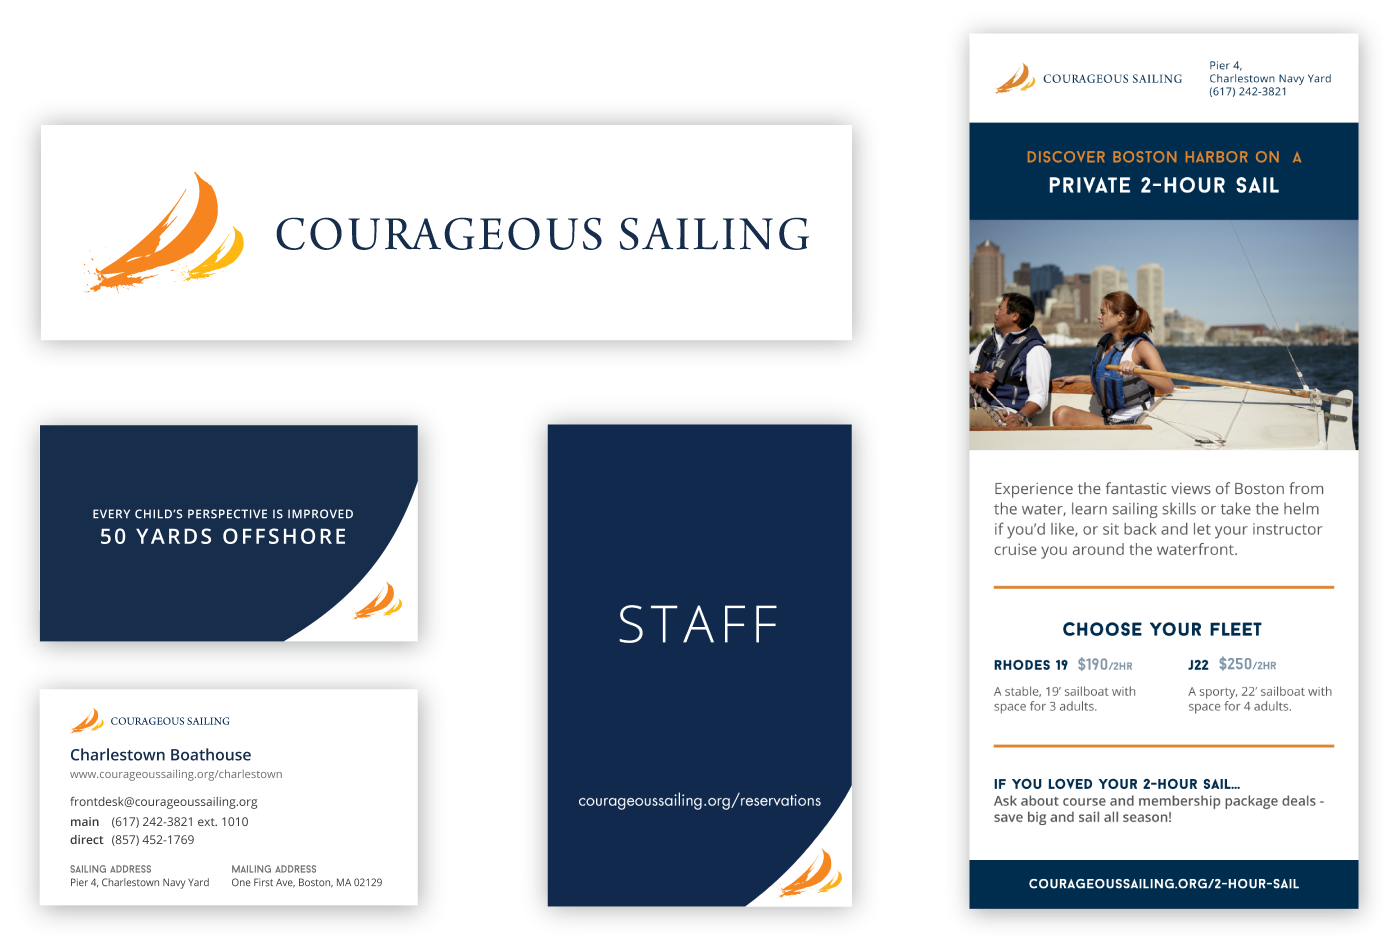 COURAGEOUS SAILING
EVERY CHILD'S PERSPECTIVE IS IMPROVED
50 YARDS OFFSHORE
COURAGEOUS SAILING
Charlestown Boathouse
www.courageoussailing.org/charlestown
frontdesk@courageoussailing.org
main (617) 242-3821 ext. 1010
direct (857) 452-1769
SAILING ADDRESS
Pier 4, Charlestown Navy Yard
MAILING ADDRESS
One First Ave, Boston, MA 02129
STAFF
courageoussailing.org/reservations
COURAGEOUS SAILING
Pier 4,
Charlestown Navy Yard
(617) 242-3821
DISCOVER BOSTON HARBOR ON A
PRIVATE 2-HOUR SAIL
Experience the fantastic views of Boston from
the water, learn sailing skills or take the helm
if you'd like, or sit back and let your instructor
cruise you around the waterfront.
CHOOSE YOUR FLEET
RHODES 19 $190/2HR
A stable, 19' sailboat with
space for 3 adults.
J22 $250/2HR
A sporty, 22' sailboat with
space for 4 adults.
IF YOU LOVED YOUR 2-HOUR SAIL...
Ask about course and membership package deals -
save big and sail all season!
COURAGEOUSSAILING.ORG/2-HOUR-SAIL